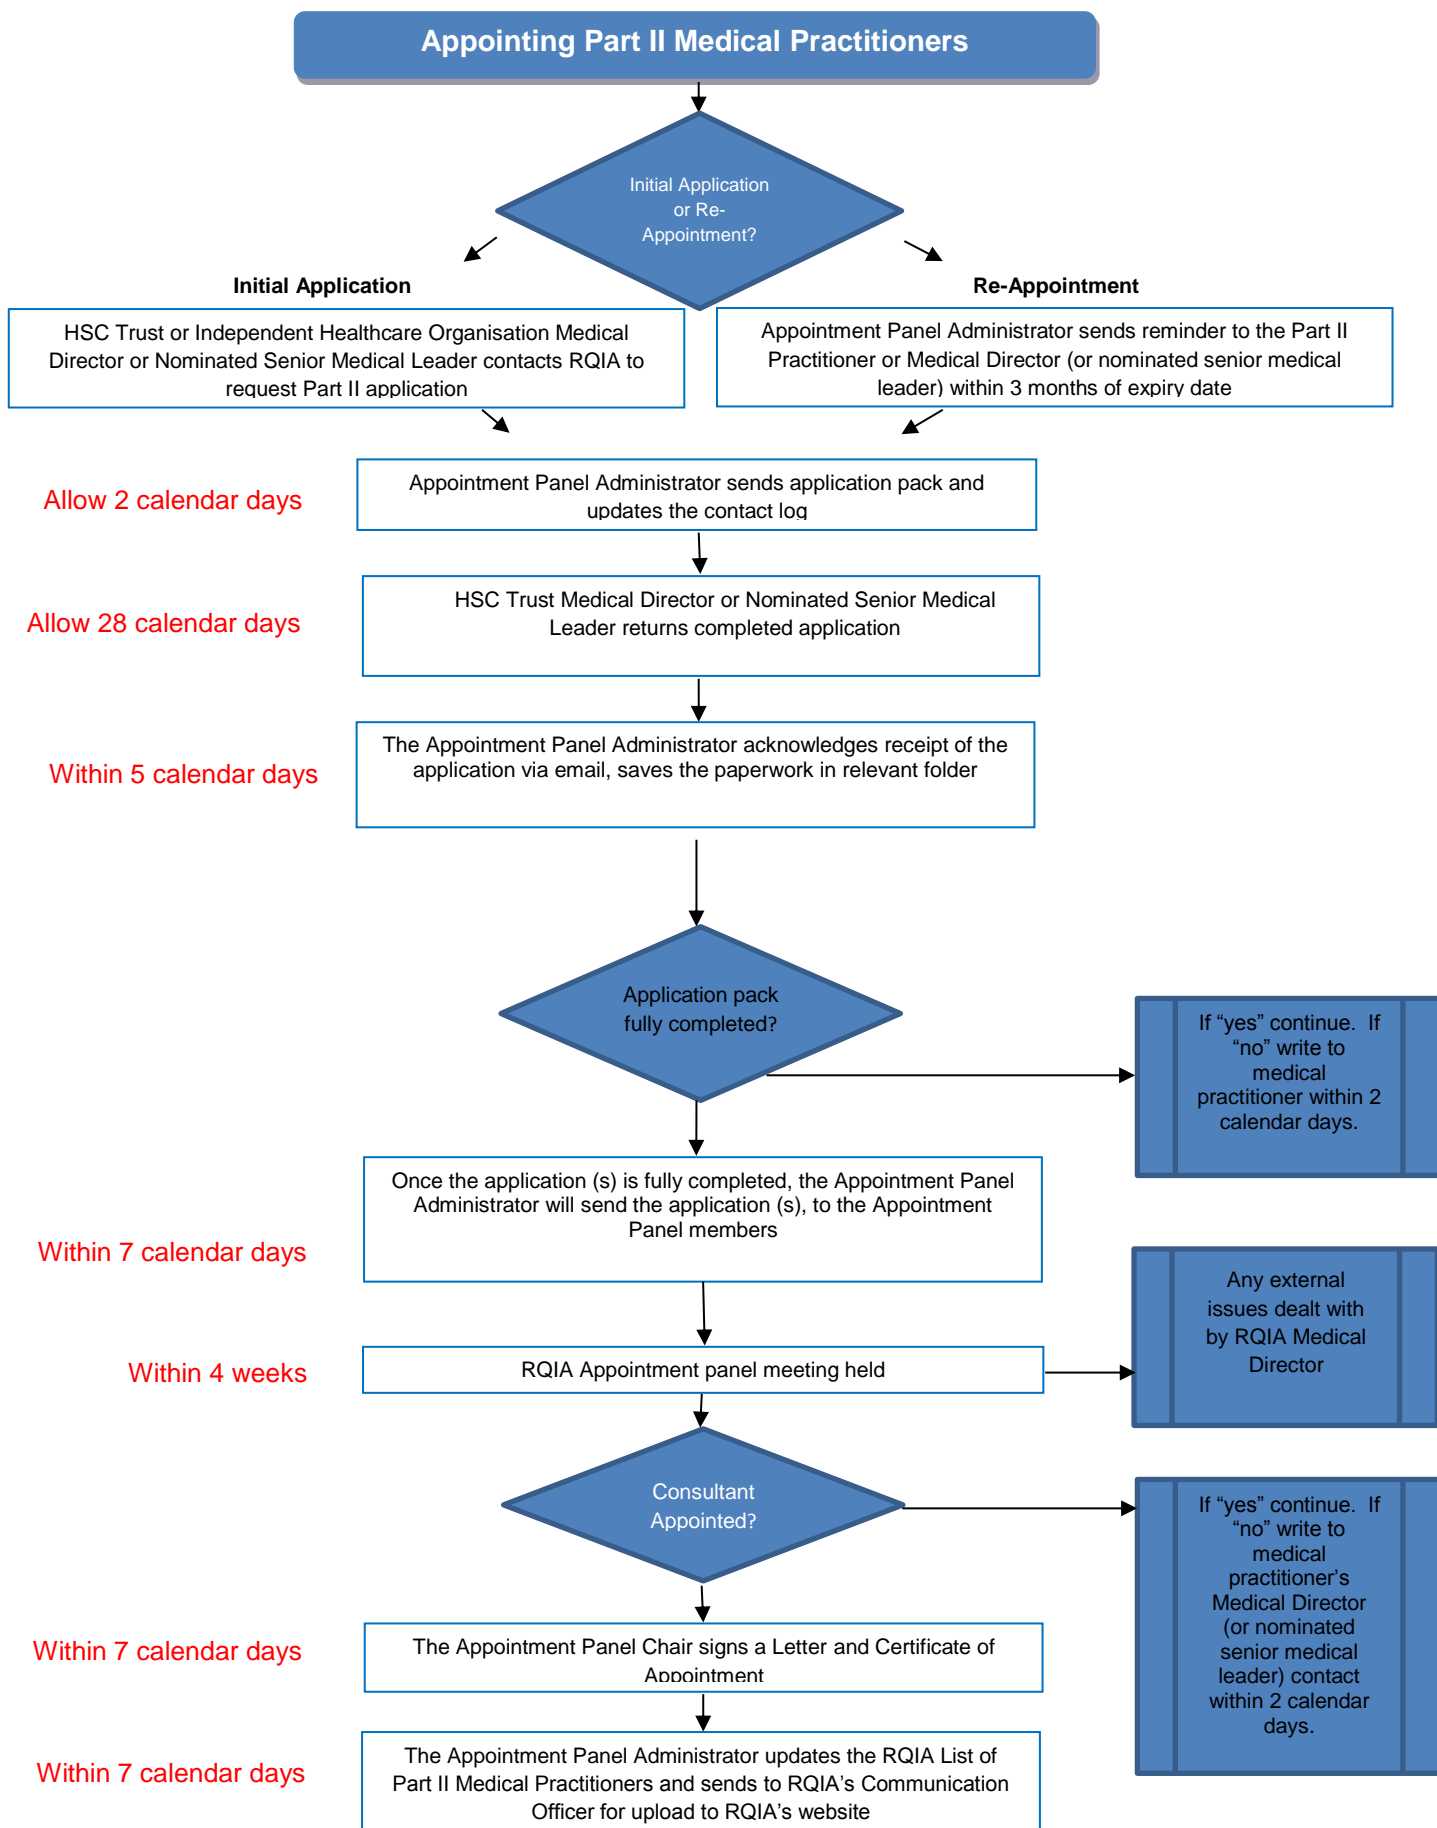 Appointing Part II Medical Practitioners
Initial Application
or Re-
Appointment?
Initial Application
Re-Appointment
HSC Trust or Independent Healthcare Organisation Medical
Director or Nominated Senior Medical Leader contacts RQIA to
request Part II application
Appointment Panel Administrator sends reminder to the Part II
Practitioner or Medical Director (or nominated senior medical
leader) within 3 months of expiry date
Allow 2 calendar days
Appointment Panel Administrator sends application pack and
updates the contact log
Allow 28 calendar days
HSC Trust Medical Director or Nominated Senior Medical
Leader returns completed application
Within 5 calendar days
The Appointment Panel Administrator acknowledges receipt of the
application via email, saves the paperwork in relevant folder
Application pack
fully completed?
If “yes” continue.  If
“no” write to
medical
practitioner within 2
calendar days.
Within 7 calendar days
Once the application (s) is fully completed, the Appointment Panel
Administrator will send the application (s), to the Appointment
Panel members
Within 4 weeks
RQIA Appointment panel meeting held
Any external
issues dealt with
by RQIA Medical
Director
Consultant
Appointed?
If “yes” continue.  If
“no” write to
medical
practitioner’s
Medical Director
(or nominated
senior medical
leader) contact
within 2 calendar
days.
Within 7 calendar days
The Appointment Panel Chair signs a Letter and Certificate of
Appointment
Within 7 calendar days
The Appointment Panel Administrator updates the RQIA List of
Part II Medical Practitioners and sends to RQIA’s Communication
Officer for upload to RQIA’s website